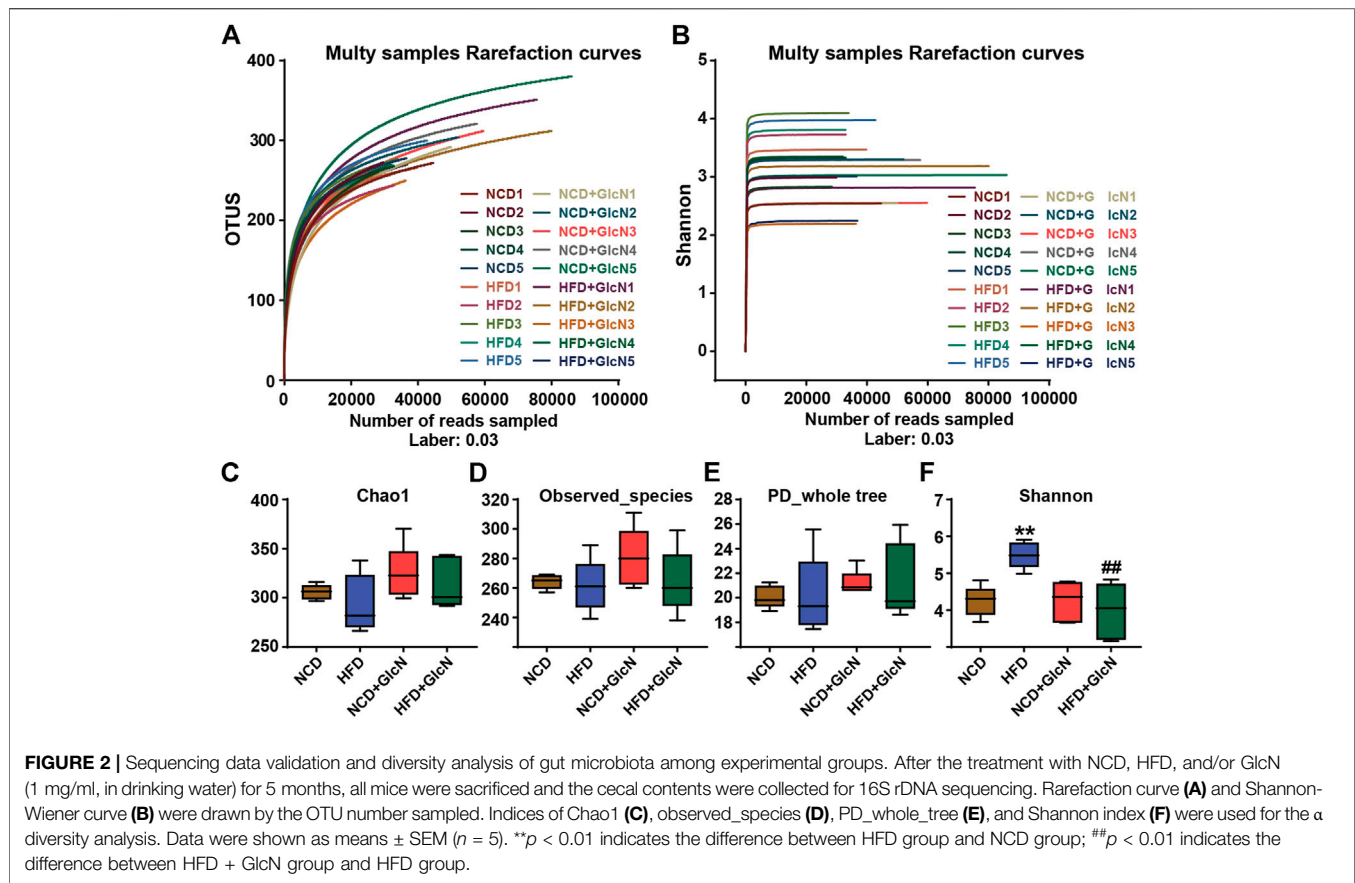 A
Multy samples Rarefaction curves
400
300
200
100
0
OTUS
NCD1 NCD+GlcN1
NCD2 NCD+GlcN2
NCD3 NCD+GlcN3
NCD4 NCD+GlcN4
NCD5 NCD+GlcN5
HFD1 HFD+GlcN1
HFD2 HFD+GlcN2
HFD3 HFD+GlcN3
HFD4 HFD+GlcN4
HFD5 HFD+GlcN5
0 20000 40000 60000 80000 100000
Number of reads sampled
Laber: 0.03
B
Multy samples Rarefaction curves
5
4
3
2
1
0
Shannon
NCD1 NCD+G lcN1
NCD2 NCD+G lcN2
NCD3 NCD+G lcN3
NCD4 NCD+G lcN4
NCD5 NCD+G lcN5
HFD1 HFD+G lcN1
HFD2 HFD+G lcN2
HFD3 HFD+G lcN3
HFD4 HFD+G lcN4
HFD5 HFD+G lcN5
0 20000 40000 60000 80000 100000
Number of reads sampled
Laber: 0.03
C
Chao1
400
350
300
250
NCD HFD NCD+GlcN HFD+GlcN
D
Observed_species
320
300
280
260
240
NCD HFD NCD+GlcN HFD+GlcN
E
PD_whole tree
28
26
24
22
20
18
NCD HFD NCD+GlcN HFD+GlcN
F
Shannon
7
6
5
4
**
##
NCD HFD NCD+GlcN HFD+GlcN
FIGURE 2 | Sequencing data validation and diversity analysis of gut microbiota among experimental groups. After the treatment with NCD, HFD, and/or GlcN
(1 mg/ml, in drinking water) for 5 months, all mice were sacrificed and the cecal contents were collected for 16S rDNA sequencing. Rarefaction curve (A) and Shannon-
Wiener curve (B) were drawn by the OTU number sampled. Indices of Chao1 (C), observed_species (D), PD_whole_tree (E), and Shannon index (F) were used for the α
diversity analysis. Data were shown as means ± SEM (n = 5). **p < 0.01 indicates the difference between HFD group and NCD group; ##p < 0.01 indicates the
difference between HFD + GlcN group and HFD group.